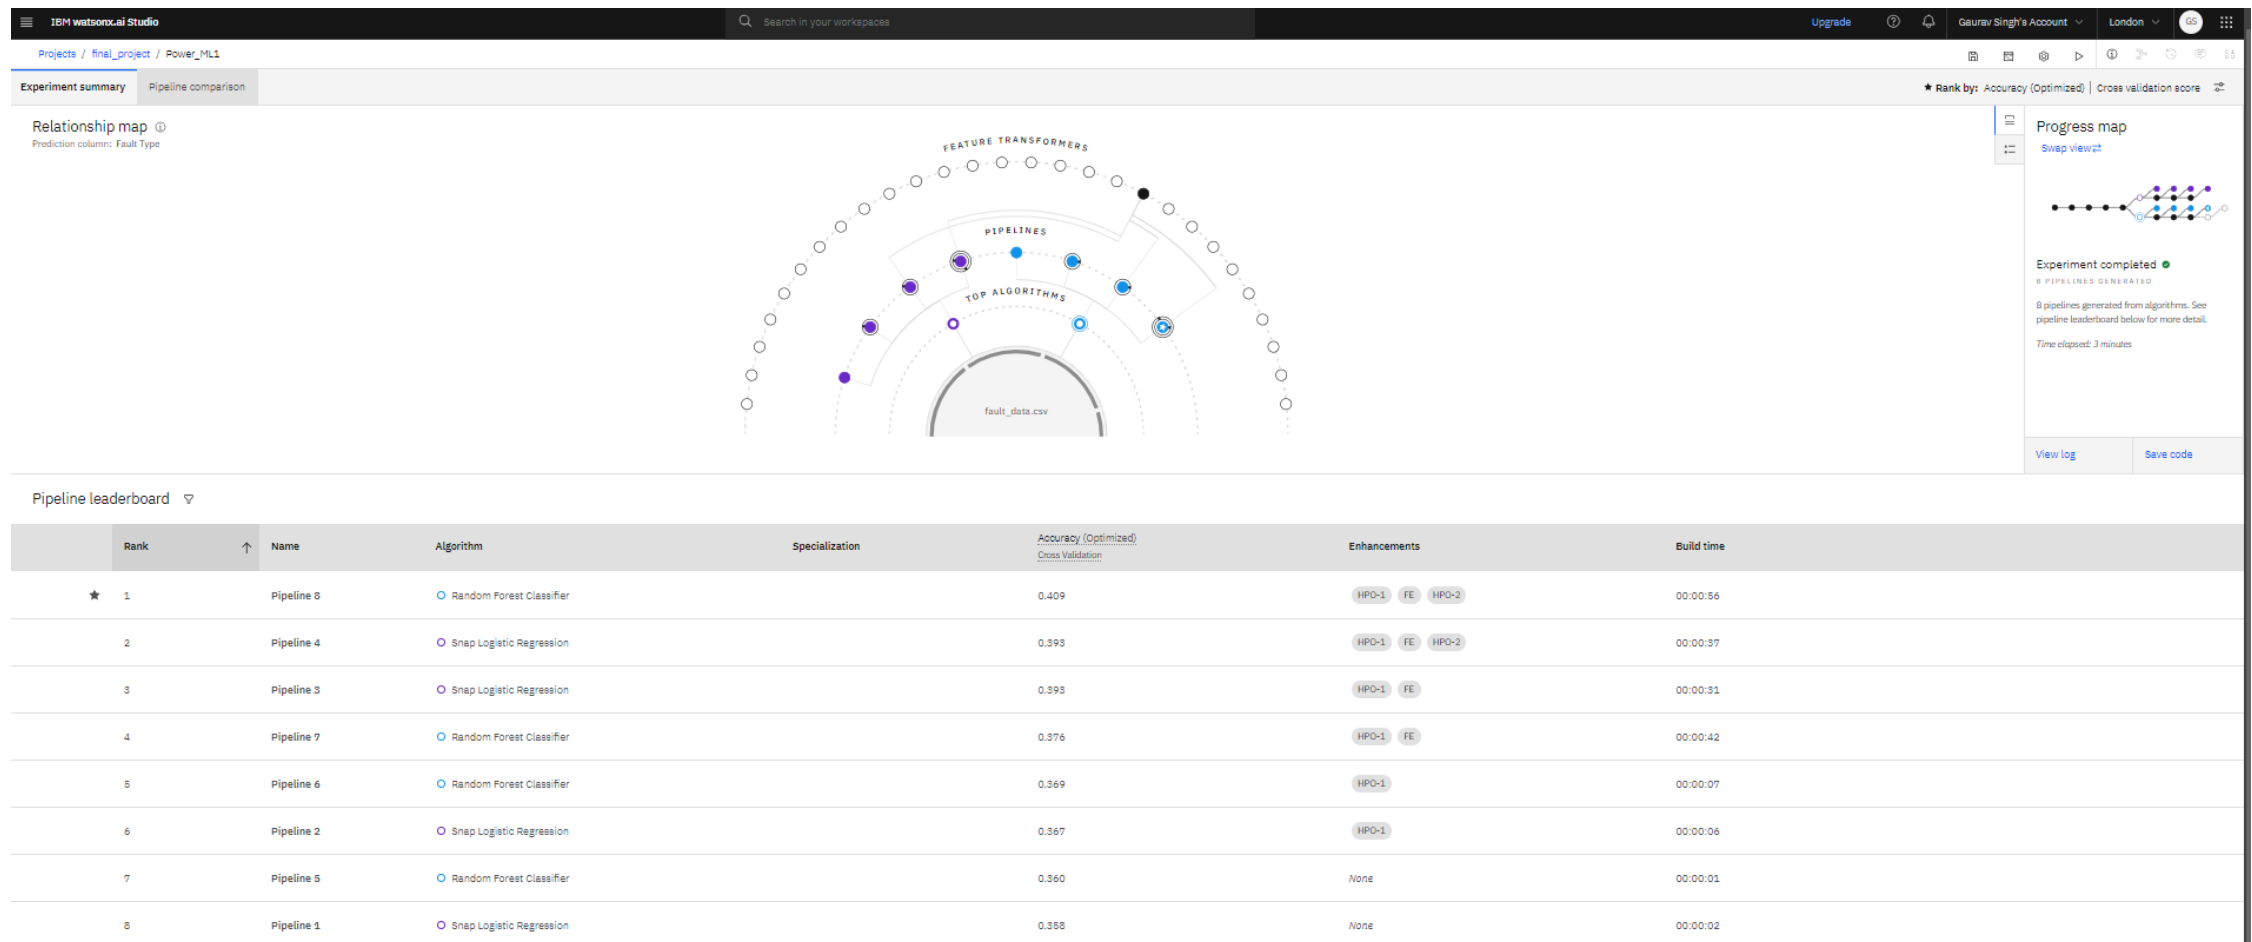 IBM watsonx.ai Studio
Search in your workspaces
Upgrade
Gaurav Singh's Account
London
GS
Projects / final_project / Power_ML1
Experiment summary
Pipeline comparison
Rank by: Accuracy (Optimized) | Cross validation score
Relationship map
Prediction column: Fault Type
FEATURE TRANSFORMERS
PIPELINES
TOP ALGORITHMS
fault_data.csv
Progress map
Swap view
Experiment completed
8 PIPELINES GENERATED
8 pipelines generated from algorithms. See
pipeline leaderboard below for more detail.
Time elapsed: 3 minutes
View log
Save code
Pipeline leaderboard
Rank Name Algorithm Specialization Accuracy (Optimized) Enhancements Build time
Cross Validation
1 Pipeline 8 Random Forest Classifier 0.409 HPO-1 FE HPO-2 00:00:56
2 Pipeline 4 Snap Logistic Regression 0.393 HPO-1 FE HPO-2 00:00:37
3 Pipeline 3 Snap Logistic Regression 0.393 HPO-1 FE 00:00:31
4 Pipeline 7 Random Forest Classifier 0.376 HPO-1 FE 00:00:42
5 Pipeline 6 Random Forest Classifier 0.369 HPO-1 00:00:07
6 Pipeline 2 Snap Logistic Regression 0.367 HPO-1 00:00:06
7 Pipeline 5 Random Forest Classifier 0.360 None 00:00:01
8 Pipeline 1 Snap Logistic Regression 0.358 None 00:00:02